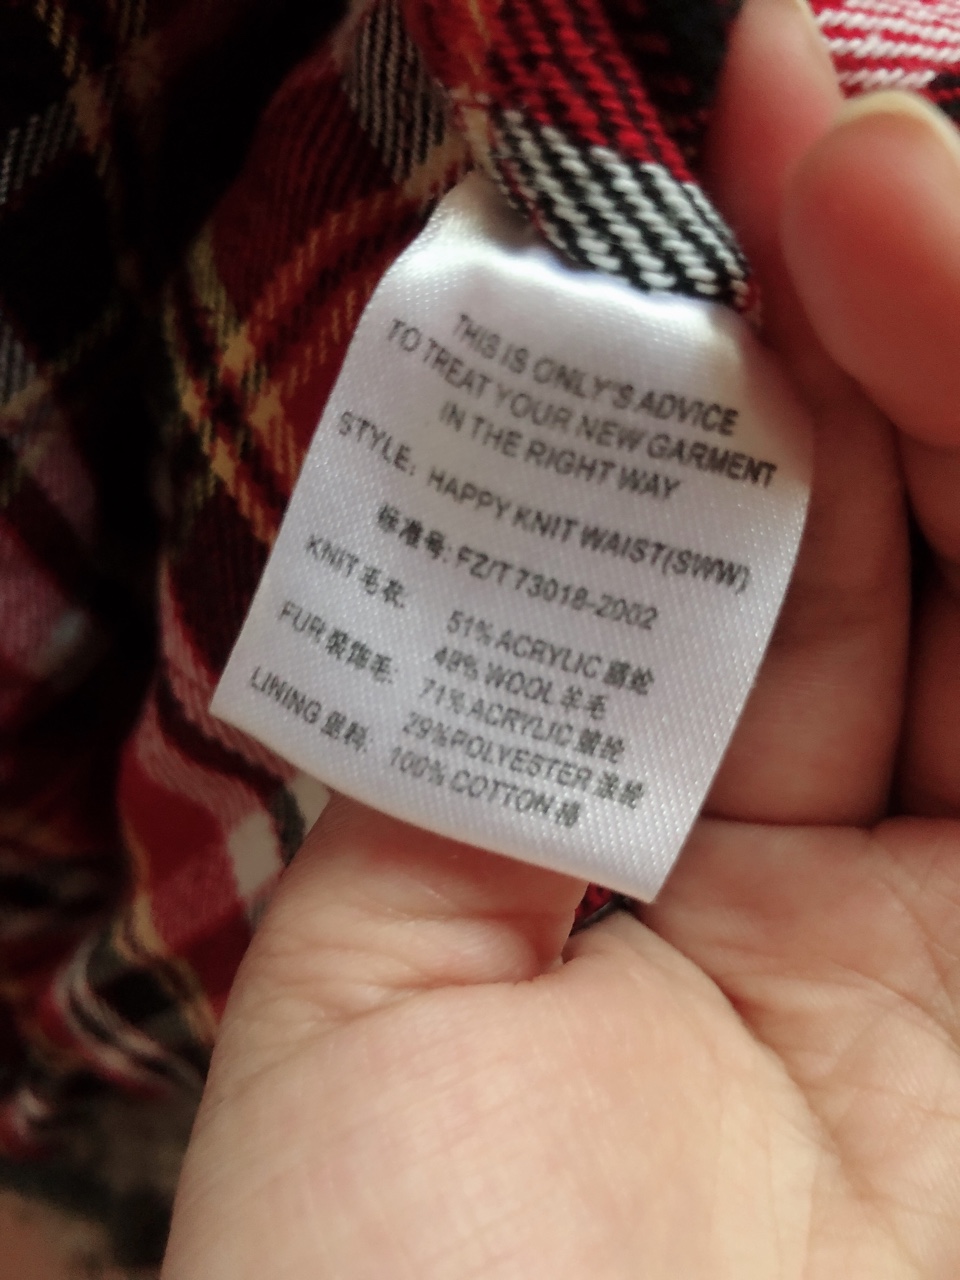 THIS IS ONLY"S ADVICE
TO TREAT YOUR NEW GARMENT
IN THE RIGHT WAY
STYLE: HAPPY KNIT WAIST(SWW)
标准号: FZ/T 73018-2002
KNIT 毛衣: 51% ACRYLIC 腈纶
49% WOOL 羊毛
FUR 装饰毛: 71% ACRYLIC 腈纶
29%POLYESTER 涤纶
LINING 里料: 100% COTTON 棉